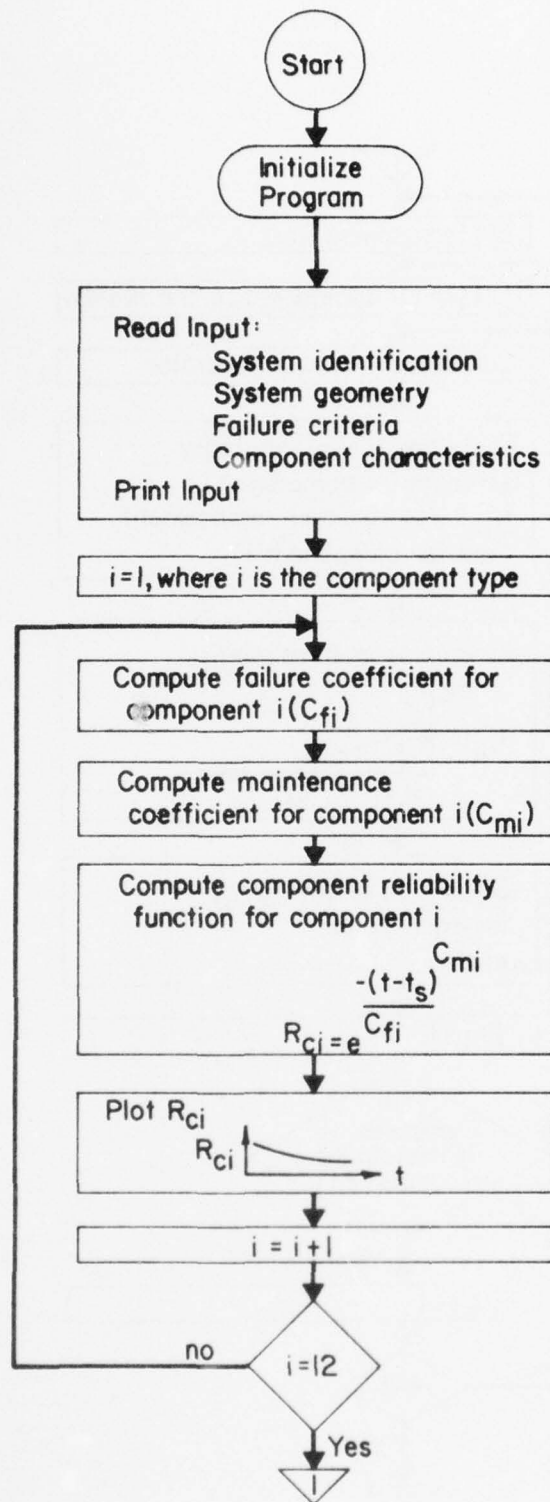 Start
Initialize
Program
Read Input:
System identification
System geometry
Failure criteria
Component characteristics
Print Input
i=1, where i is the component type
Compute failure coefficient for
component i(Cfi)
Compute maintenance
coefficient for component i(Cmi)
Compute component reliability
function for component i
Rci=e^(-(t-ts)^Cmi/Cfi)
Plot Rci
Rci
t
i = i+1
no
i=12
Yes
1